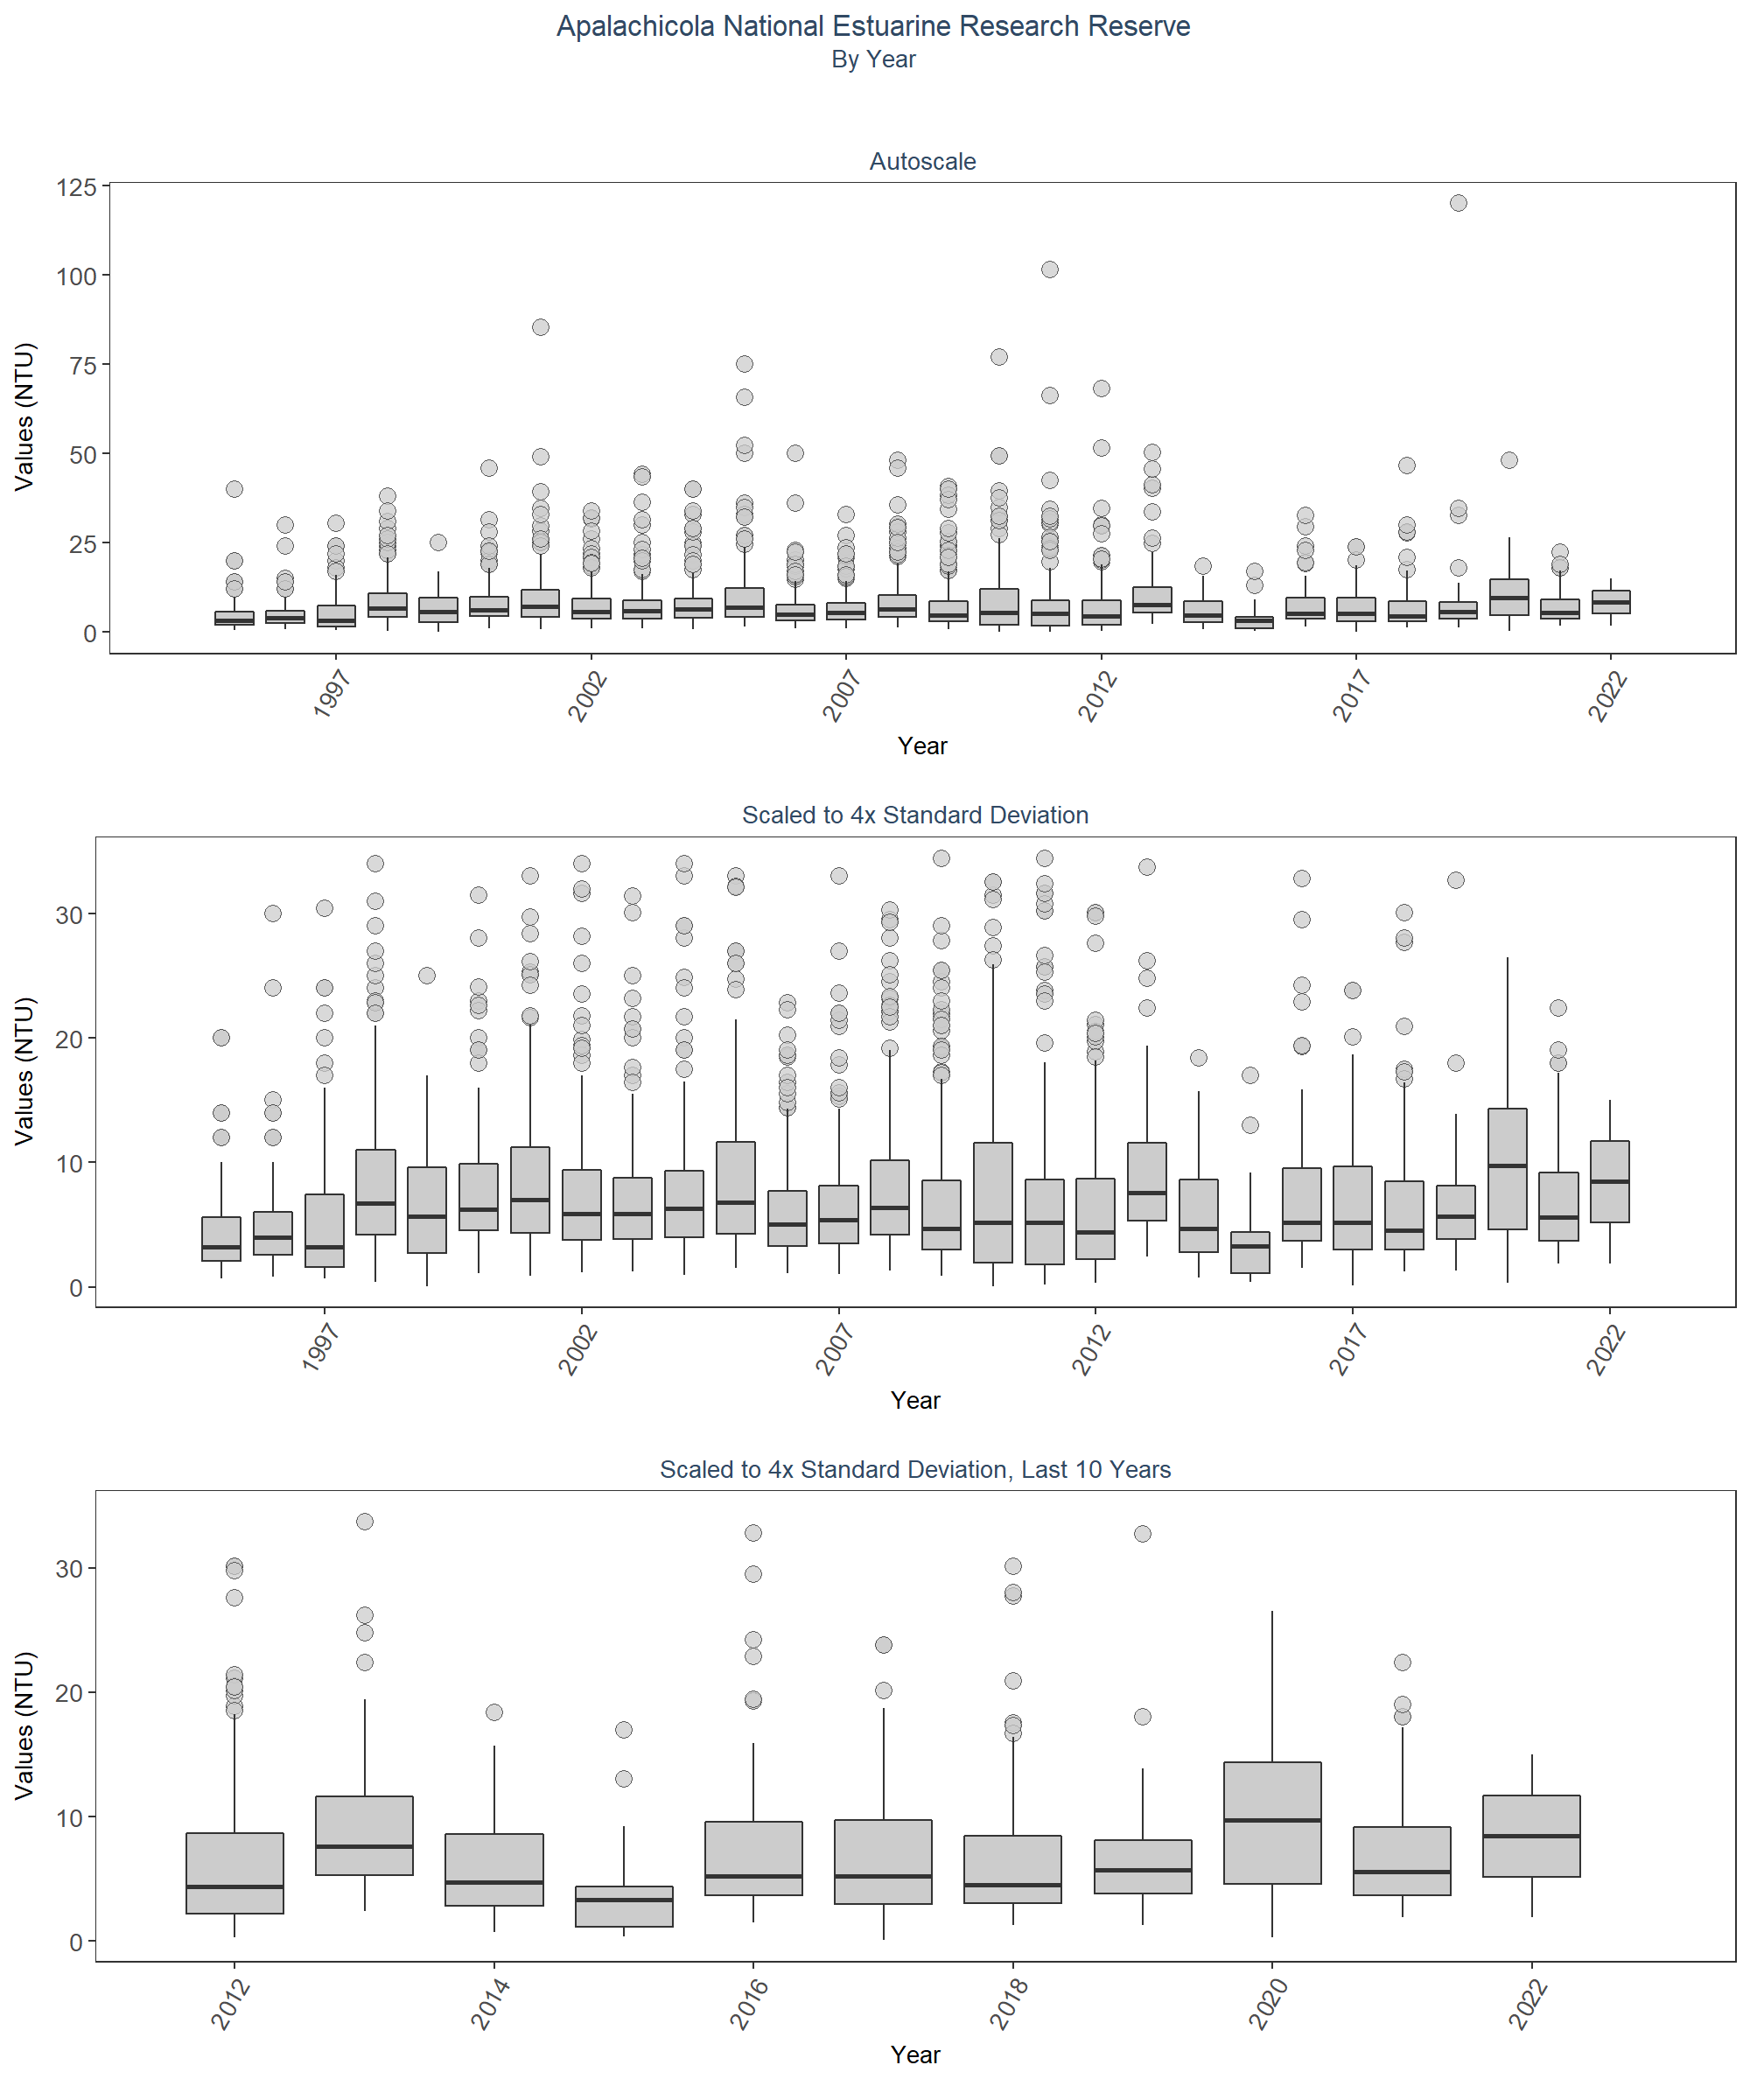 Apalachicola National Estuarine Research Reserve
By Year
Autoscale
Values (NTU)
125
100
75
50
25
0
1997
2002
2007
2012
2017
2022
Year
Scaled to 4x Standard Deviation
Values (NTU)
30
20
10
0
1997
2002
2007
2012
2017
2022
Year
Scaled to 4x Standard Deviation, Last 10 Years
Values (NTU)
30
20
10
0
2012
2014
2016
2018
2020
2022
Year